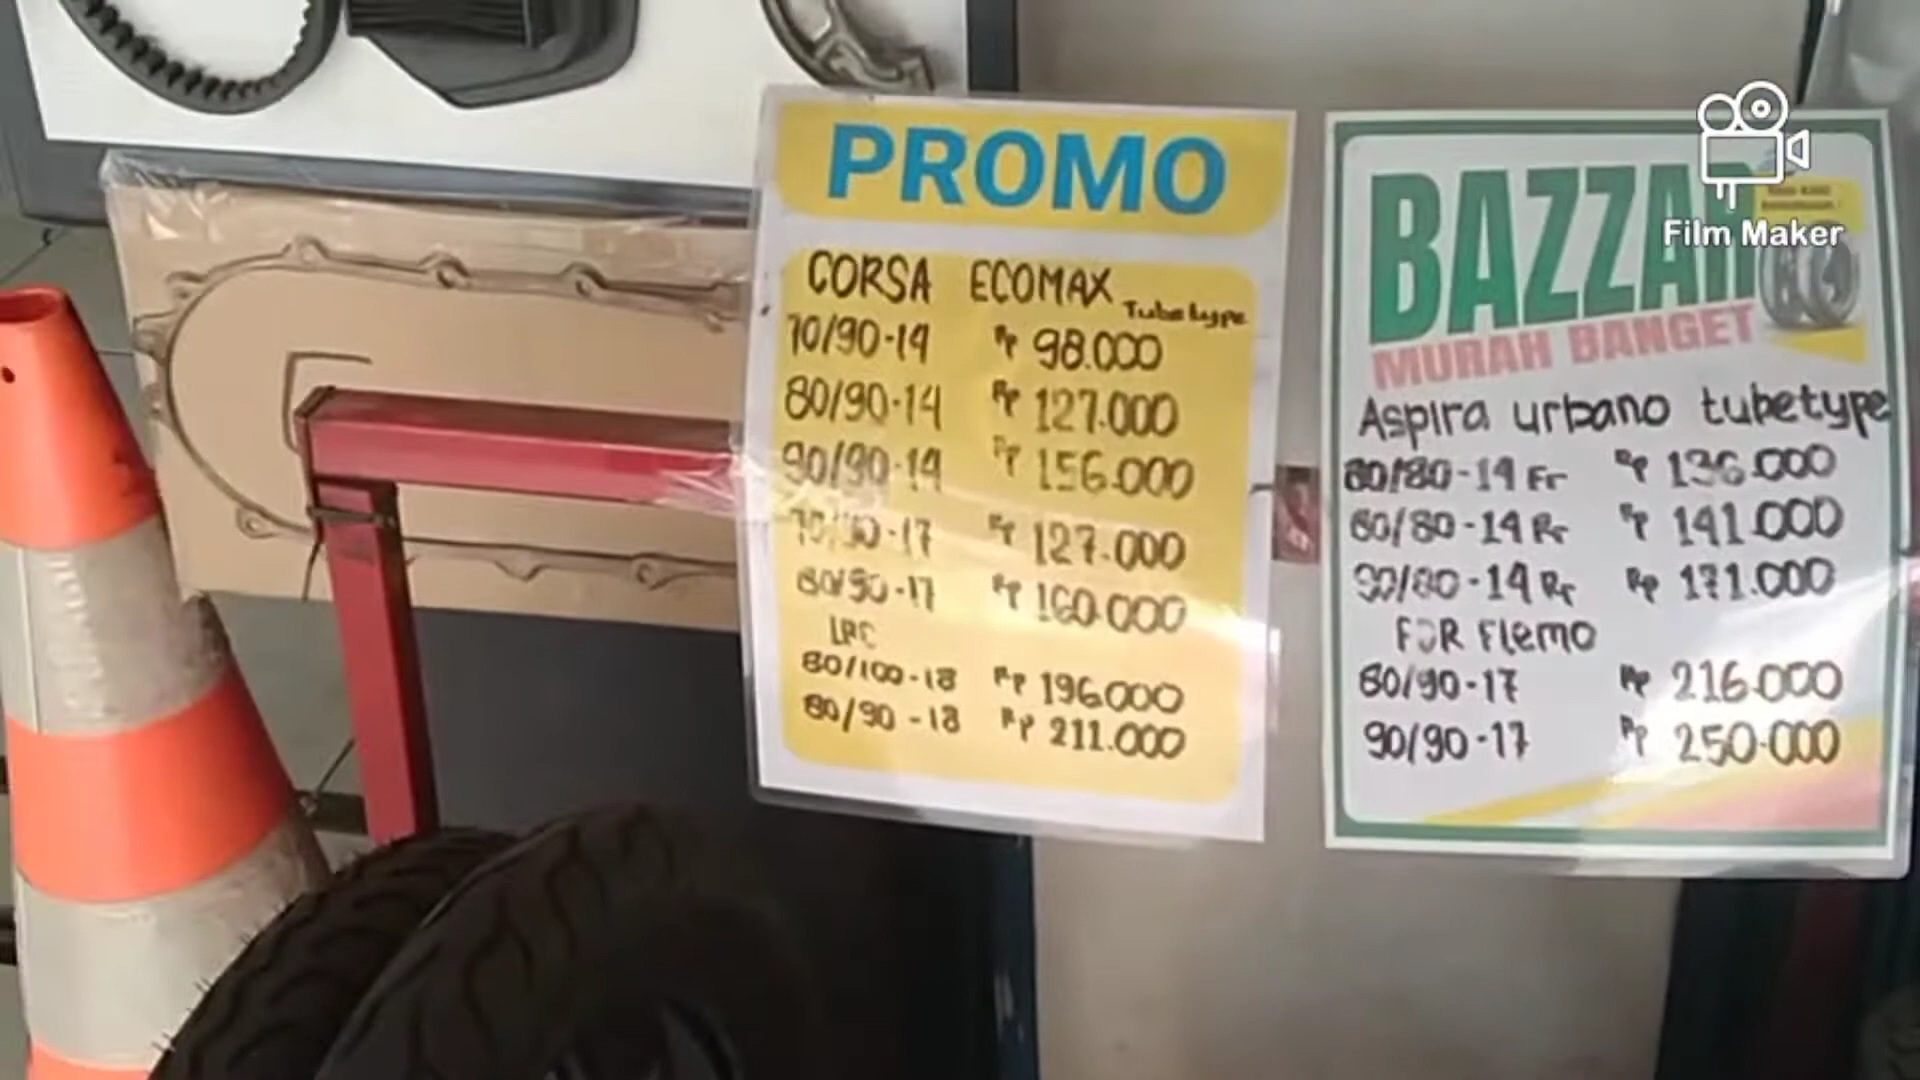 PROMO
CORSA ECOMAX Tubetype
70/90-14 Rp 98.000
80/90-14 Rp 127.000
90/90-14 Rp 156.000
70/90-17 Rp 127.000
80/90-17 Rp 160.000
IRC
80/100-18 Rp 196.000
80/90-18 Rp 211.000
BAZZAR
MURAH BANGET
Aspira urbano tubetype
80/80-14 Fr Rp 136.000
80/80-14 Rr Rp 141.000
90/80-14 Rr Rp 171.000
FDR Flemo
80/90-17 Rp 216.000
90/90-17 Rp 250.000
Film Maker